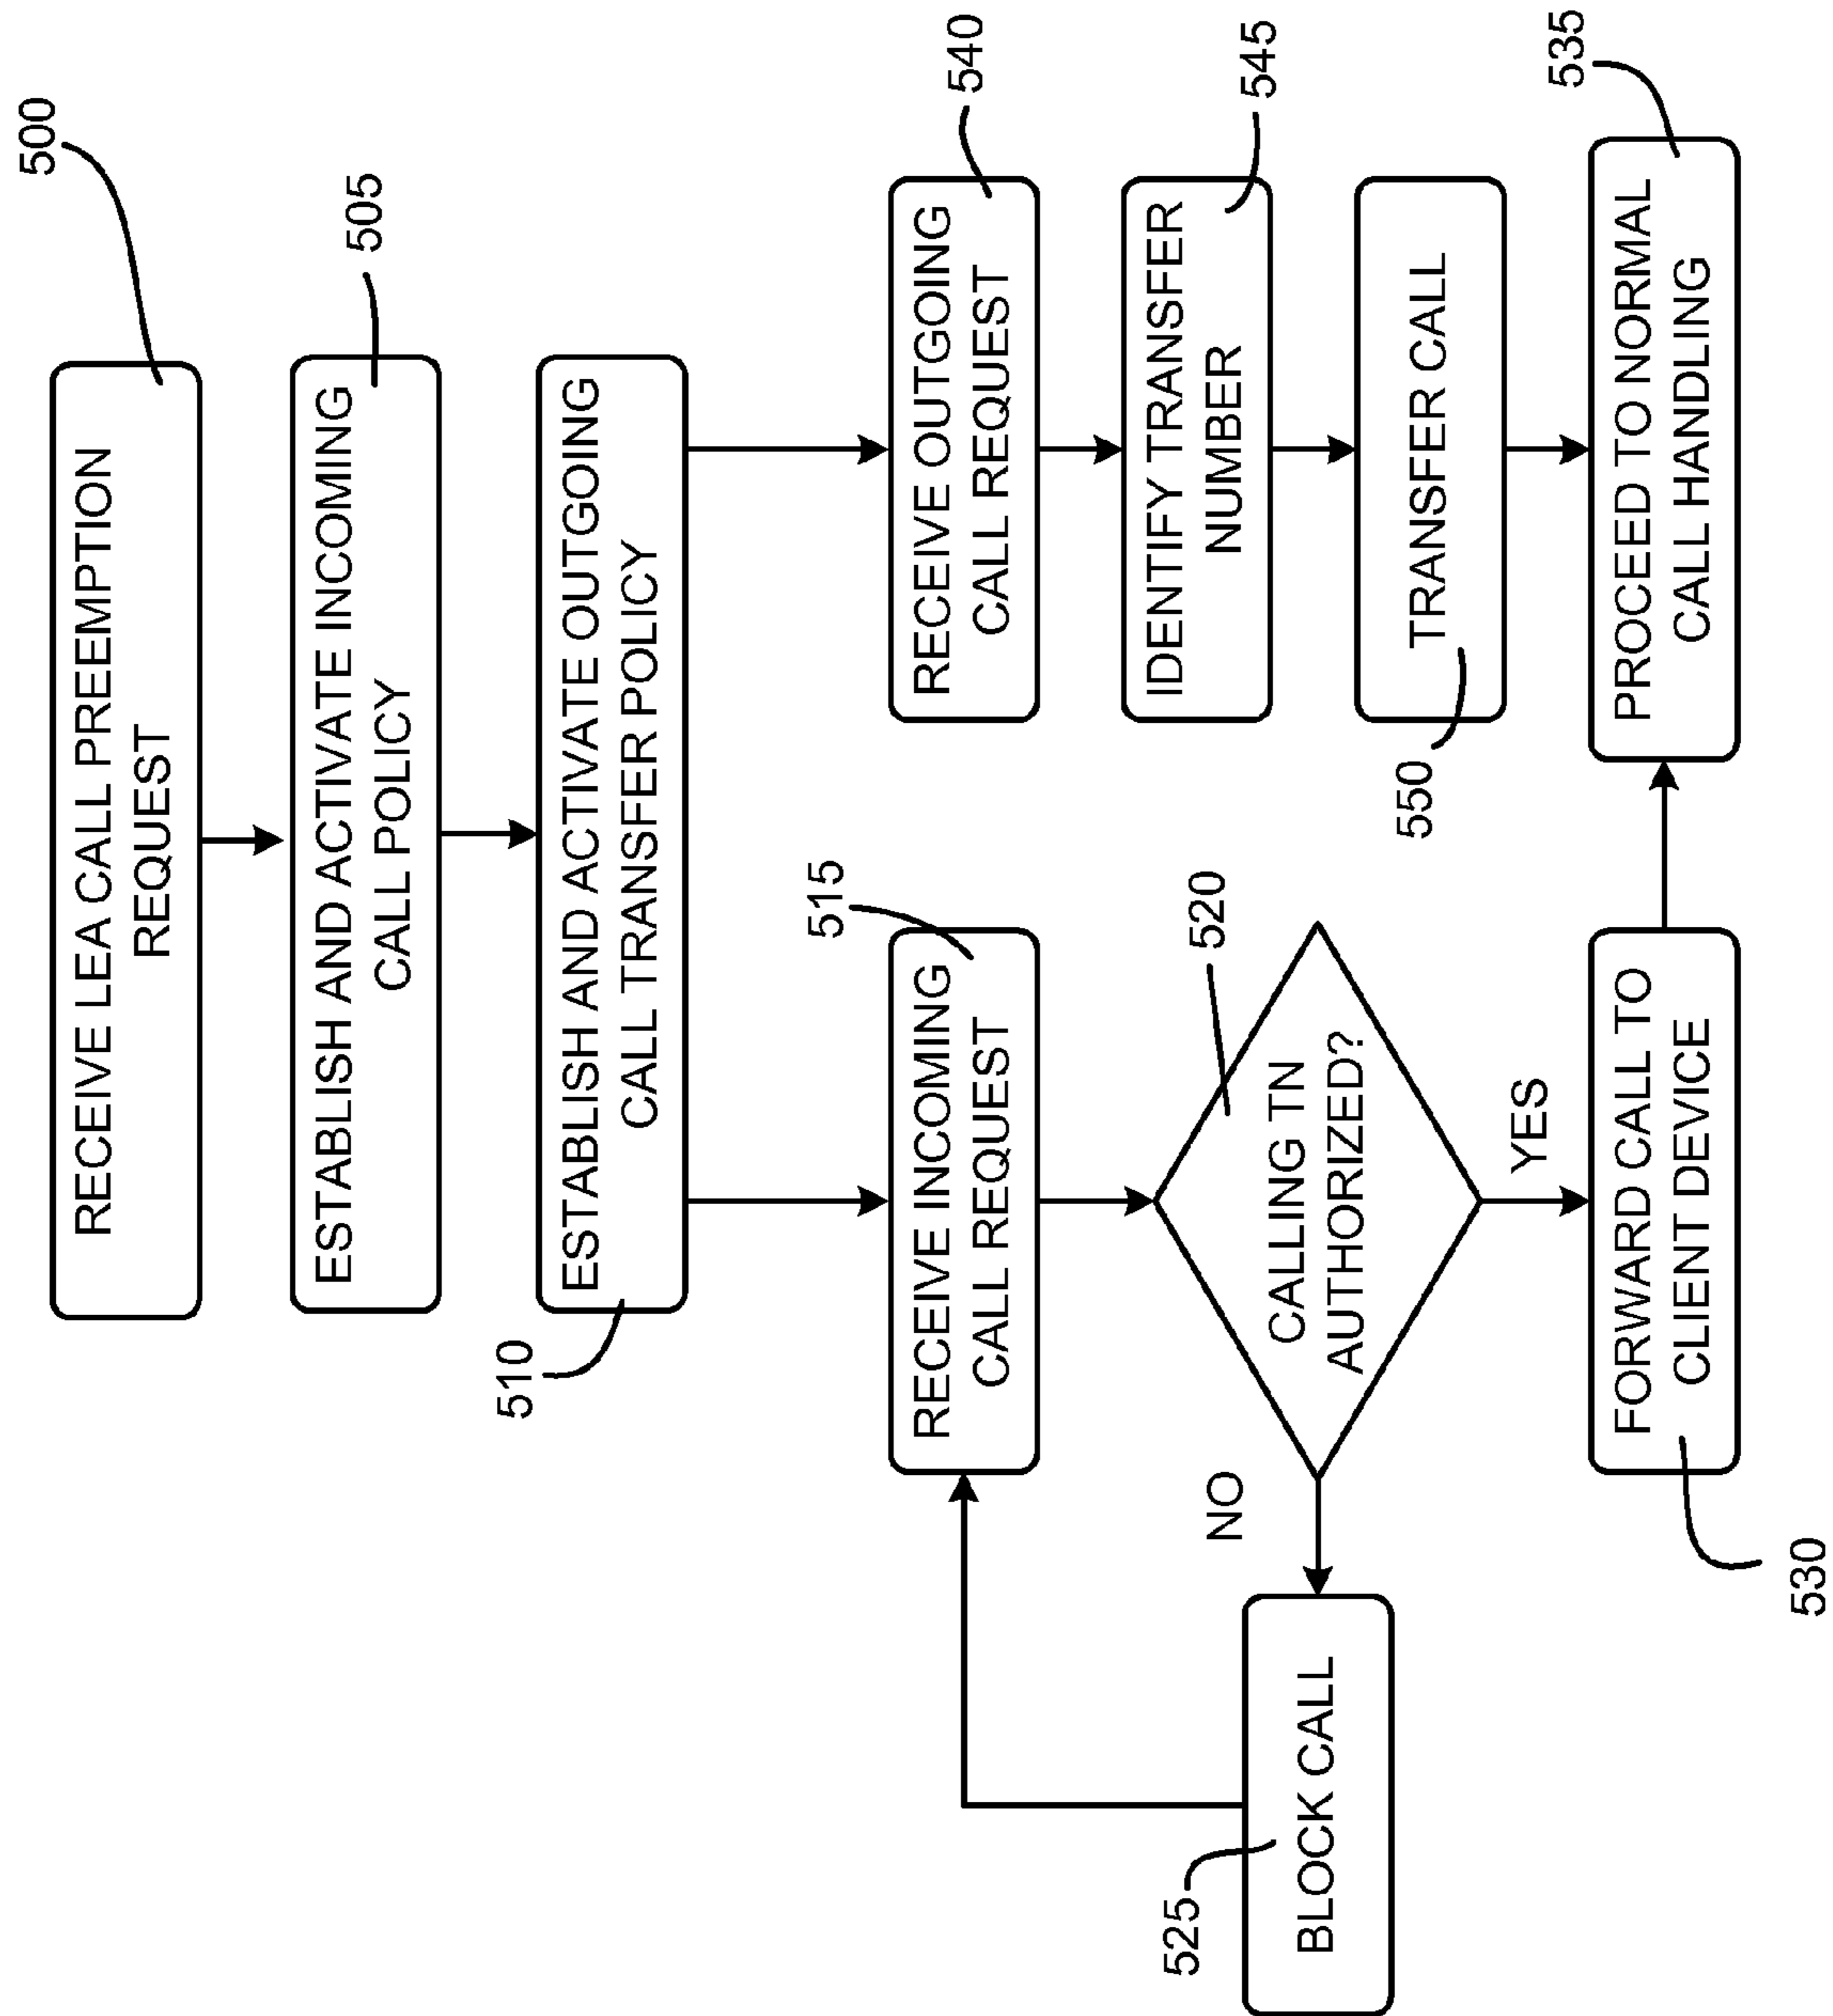 500
RECEIVE LEA CALL PREEMPTION
REQUEST
505
ESTABLISH AND ACTIVATE INCOMING
CALL POLICY
510
ESTABLISH AND ACTIVATE OUTGOING
CALL TRANSFER POLICY
515
RECEIVE INCOMING
CALL REQUEST
520
CALLING TN
AUTHORIZED?
NO
YES
525
BLOCK CALL
530
FORWARD CALL TO
CLIENT DEVICE
540
RECEIVE OUTGOING
CALL REQUEST
545
IDENTIFY TRANSFER
NUMBER
550
TRANSFER CALL
535
PROCEED TO NORMAL
CALL HANDLING